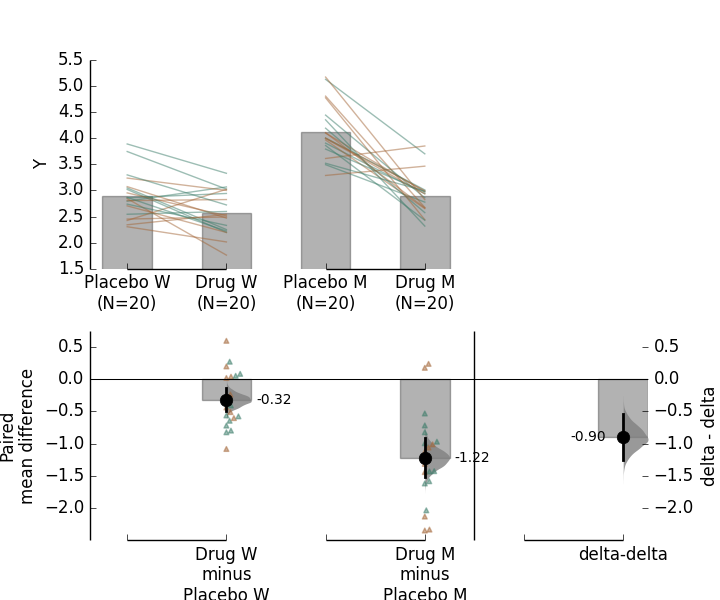 5.5
5.0
4.5
4.0
3.5
3.0
2.5
2.0
1.5
Y
Placebo W
(N=20)
Drug W
(N=20)
Placebo M
(N=20)
Drug M
(N=20)
0.5
0.0
−0.5
−1.0
−1.5
−2.0
Paired
mean difference
-0.32
-1.22
-0.90
0.5
0.0
−0.5
−1.0
−1.5
−2.0
delta - delta
Drug W
minus
Placebo W
Drug M
minus
Placebo M
delta-delta